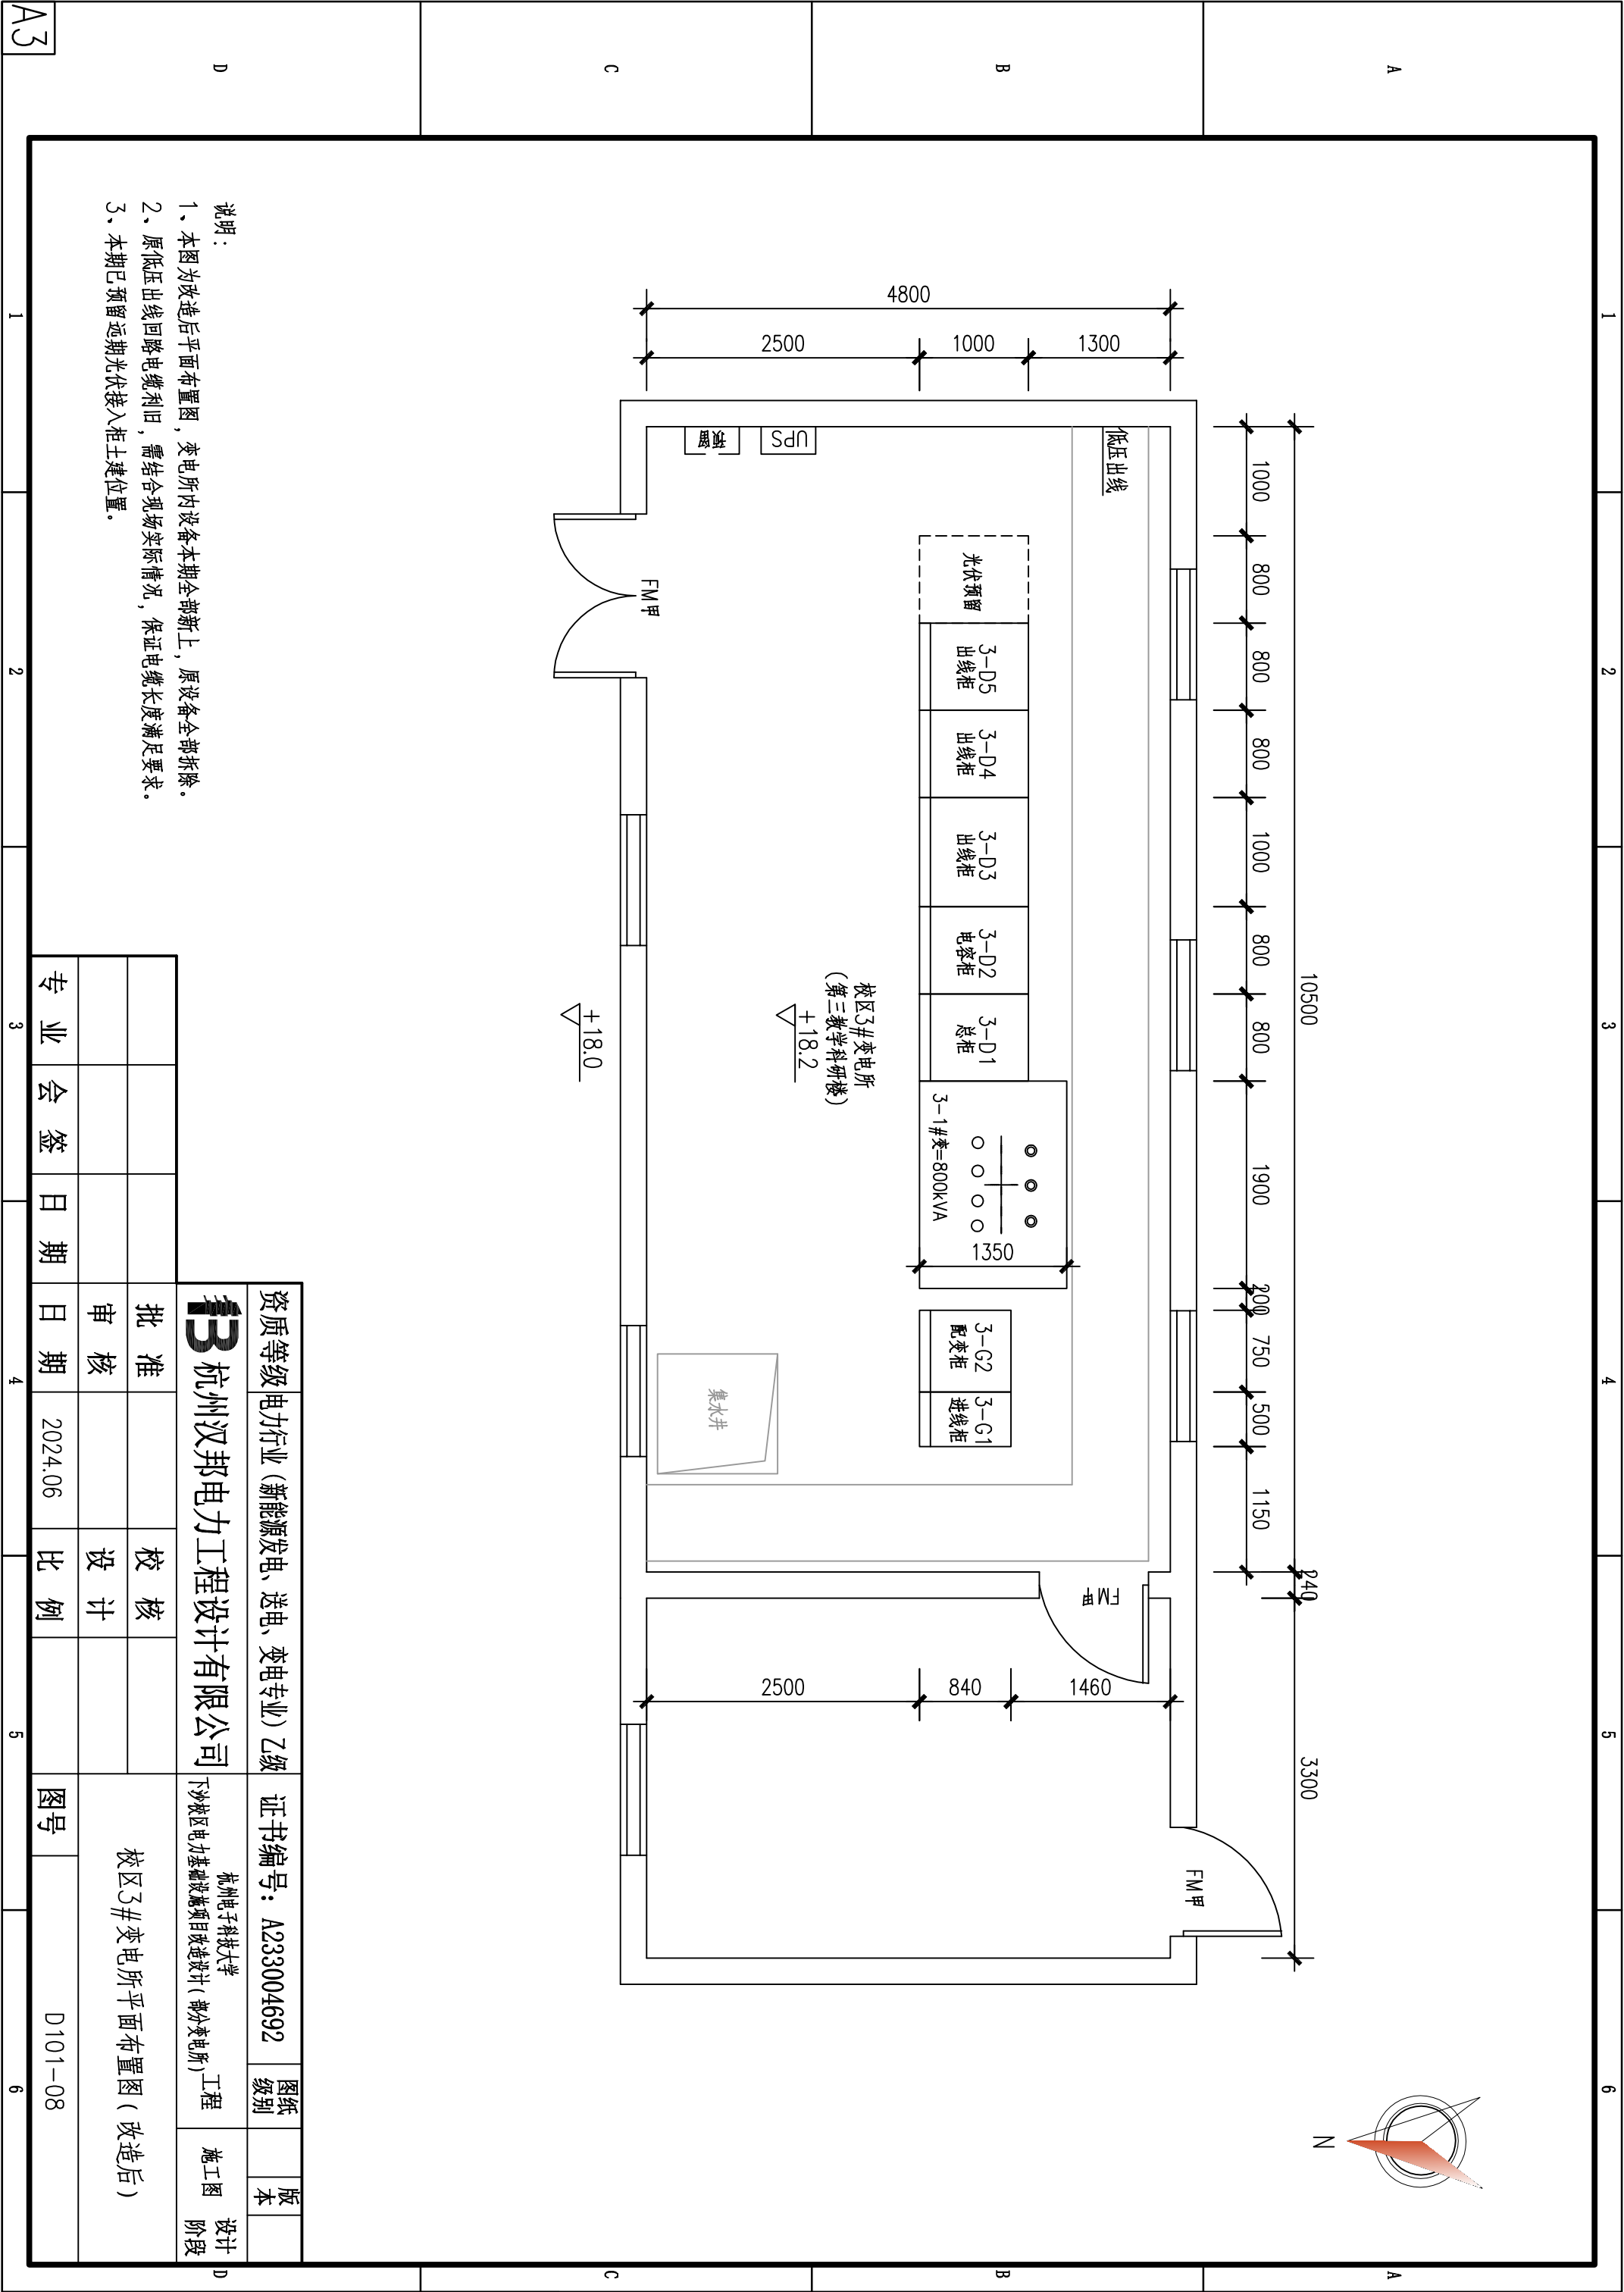 A3
1
2
3
4
5
6
A
B
C
D
1
2
3
4
5
6
A
B
C
D
N
10500
240
3300
1000
800
800
800
1000
800
800
1900
200
750
500
1150
4800
1300
1000
2500
1460
840
2500
1350
低压出线
UPS
预留
光伏预留
3-D5
出线柜
3-D4
出线柜
3-D3
出线柜
3-D2
电容柜
3-D1
总柜
3-1#变=800kVA
3-G2
配变柜
3-G1
进线柜
校区3#变电所
(第三教学科研楼)
+18.2
+18.0
集水井
FM甲
FM甲
FM甲
说明：
1、本图为改造后平面布置图，变电所内设备本期全部新上，原设备全部拆除。
2、原低压出线回路电缆利旧，需结合现场实际情况，保证电缆长度满足要求。
3、本期已预留远期光伏接入柜土建位置。
资质等级 电力行业（新能源发电、送电、变电专业）乙级 证书编号：A233004692 图纸级别 版本
杭州汉邦电力工程设计有限公司
杭州电子科技大学
下沙校区电力基础设施项目改造设计(部分变电所) 工程
施工图 设计阶段
批准 校核
审核 设计
校区3#变电所平面布置图(改造后)
专业 会签 日期 日期 2024.06 比例 图号 D101-08